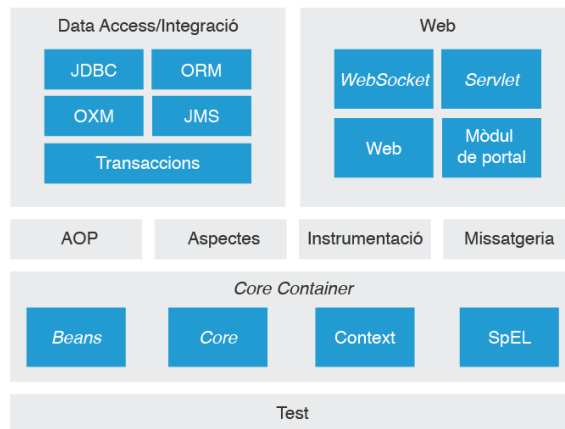 Data Access/Integració
JDBC
ORM
OXM
JMS
Transaccions
Web
WebSocket
Servlet
Web
Mòdul
de portal
AOP
Aspectes
Instrumentació
Missatgeria
Core Container
Beans
Core
Context
SpEL
Test